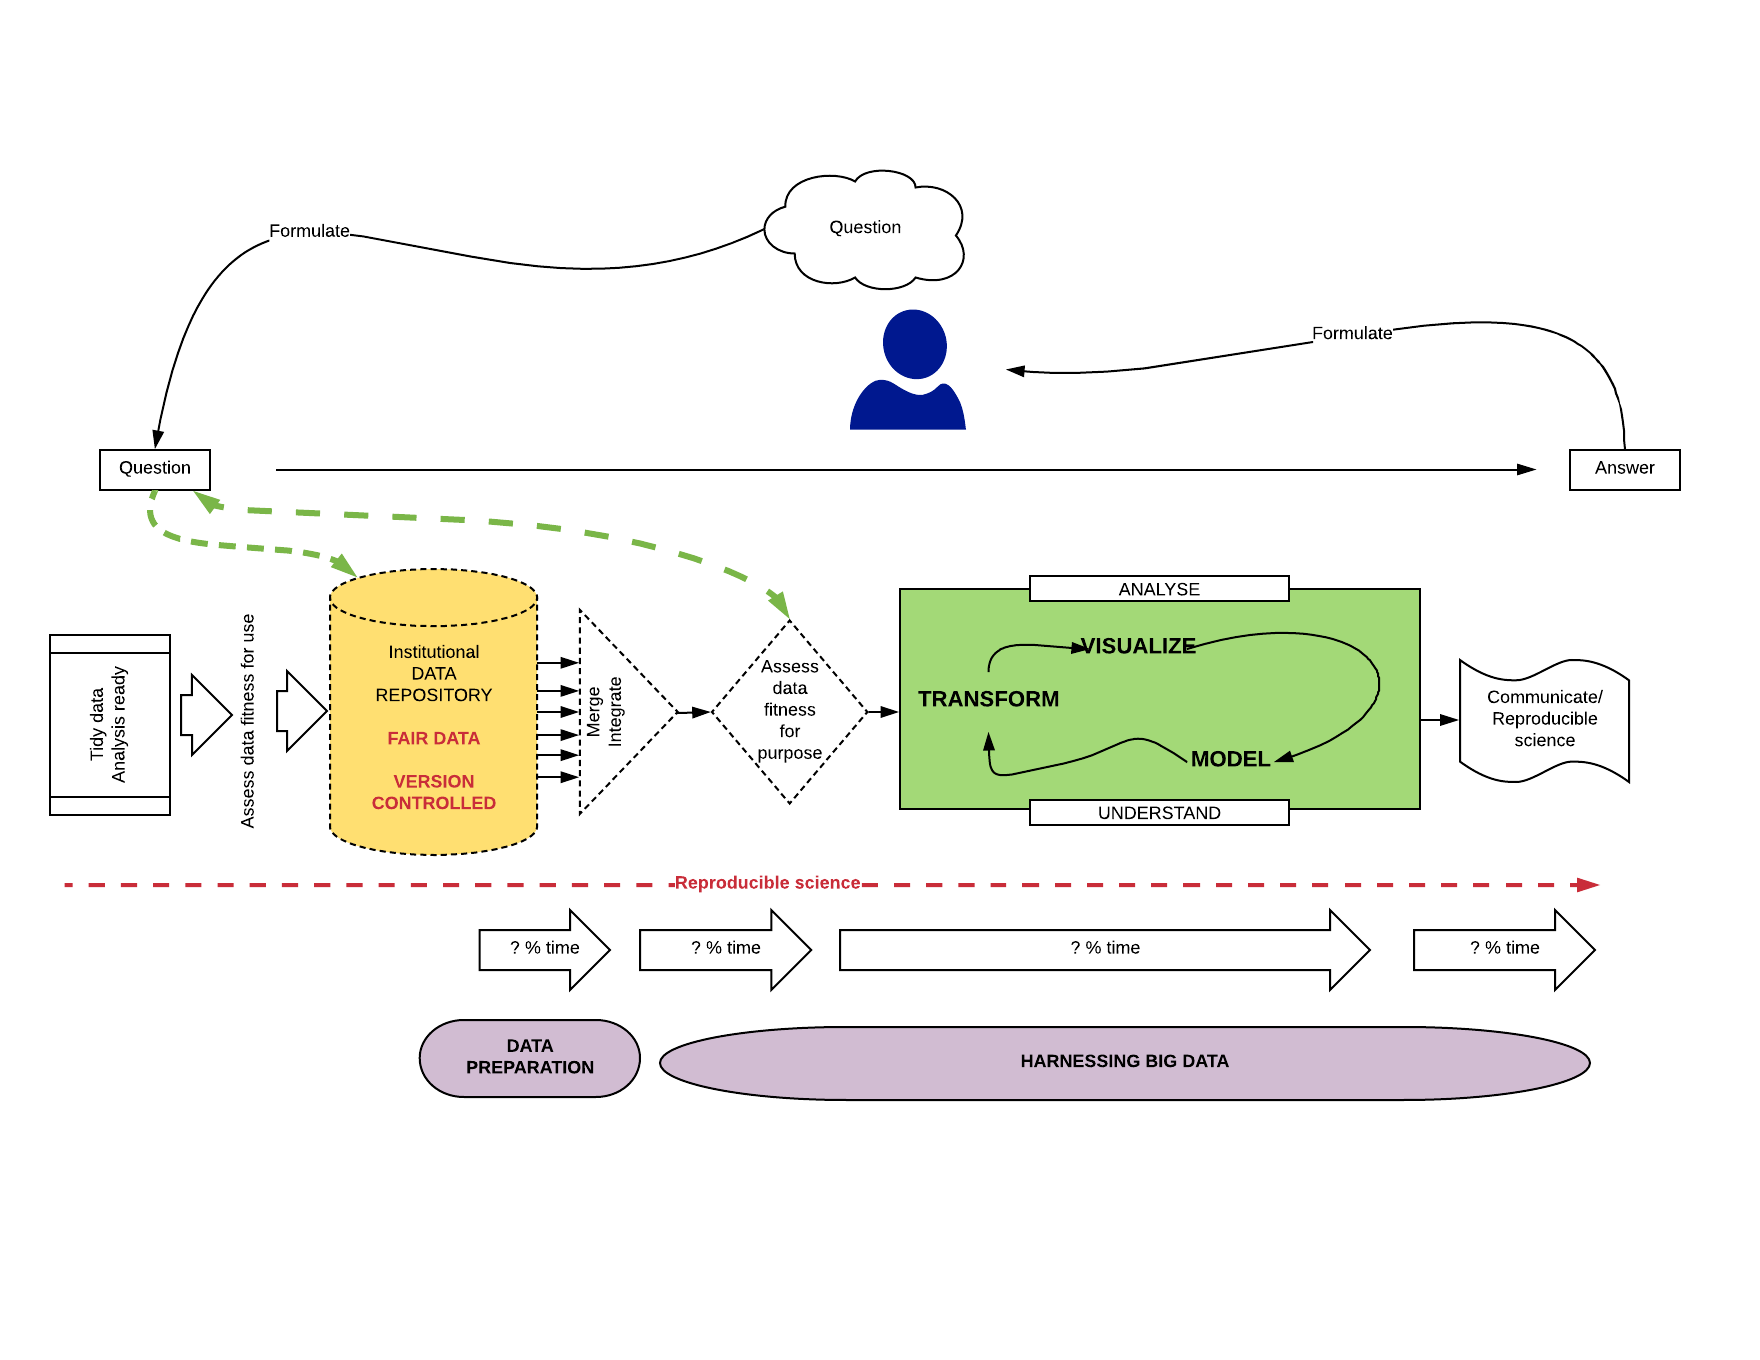 Question
Formulate
Formulate
Question
Answer
Tidy data
Analysis ready
Assess data fitness for use
Institutional
DATA
REPOSITORY
FAIR DATA
VERSION
CONTROLLED
Merge
Integrate
Assess
data
fitness
for
purpose
ANALYSE
VISUALIZE
TRANSFORM
MODEL
UNDERSTAND
Communicate/
Reproducible
science
Reproducible science
? % time
? % time
? % time
? % time
DATA
PREPARATION
HARNESSING BIG DATA